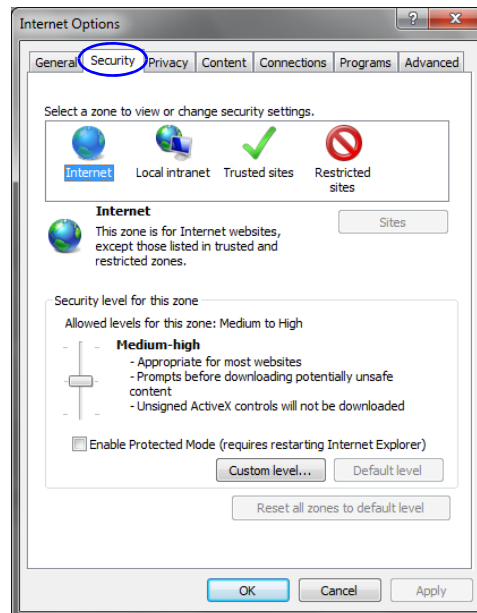 Internet Options
General Security Privacy Content Connections Programs Advanced
Select a zone to view or change security settings.
Internet Local intranet Trusted sites Restricted
sites
Internet
Sites
This zone is for Internet websites,
except those listed in trusted and
restricted zones.
Security level for this zone
Allowed levels for this zone: Medium to High
Medium-high
- Appropriate for most websites
- Prompts before downloading potentially unsafe
content
- Unsigned ActiveX controls will not be downloaded
Enable Protected Mode (requires restarting Internet Explorer)
Custom level... Default level
Reset all zones to default level
OK Cancel Apply